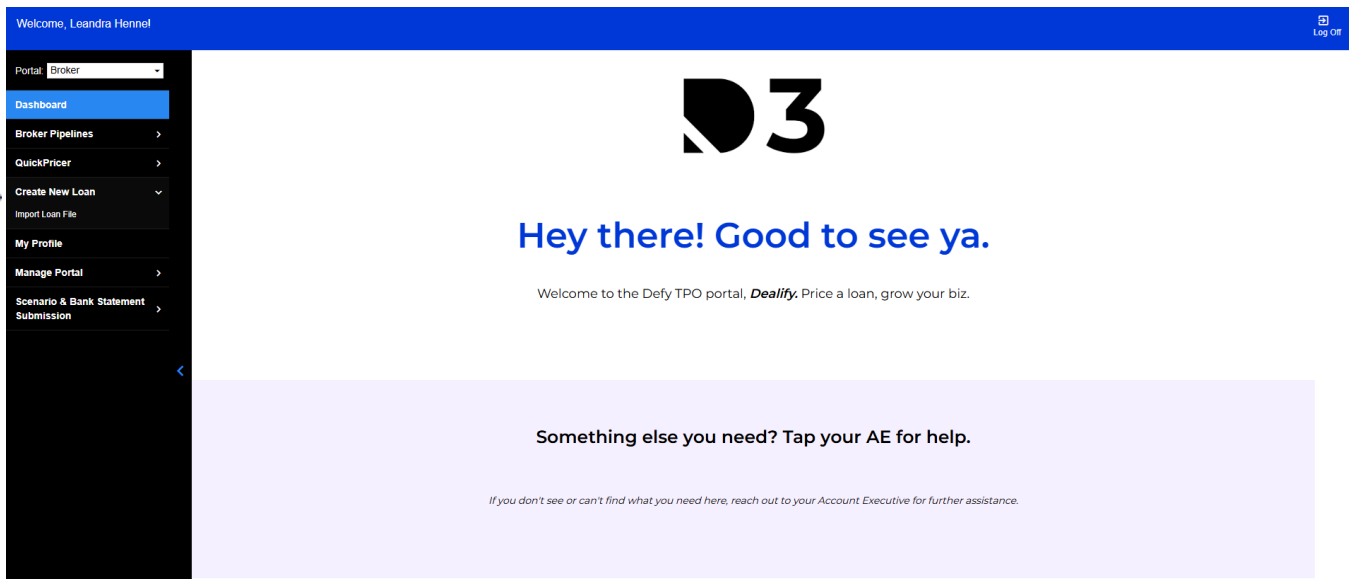 Welcome, Leandra Hennel
Log Off
Portal: Broker
Dashboard
Broker Pipelines
QuickPricer
Create New Loan
Import Loan File
My Profile
Manage Portal
Scenario & Bank Statement
Submission
D3
Hey there! Good to see ya.
Welcome to the Defy TPO portal, Dealify. Price a loan, grow your biz.
Something else you need? Tap your AE for help.
If you don't see or can't find what you need here, reach out to your Account Executive for further assistance.